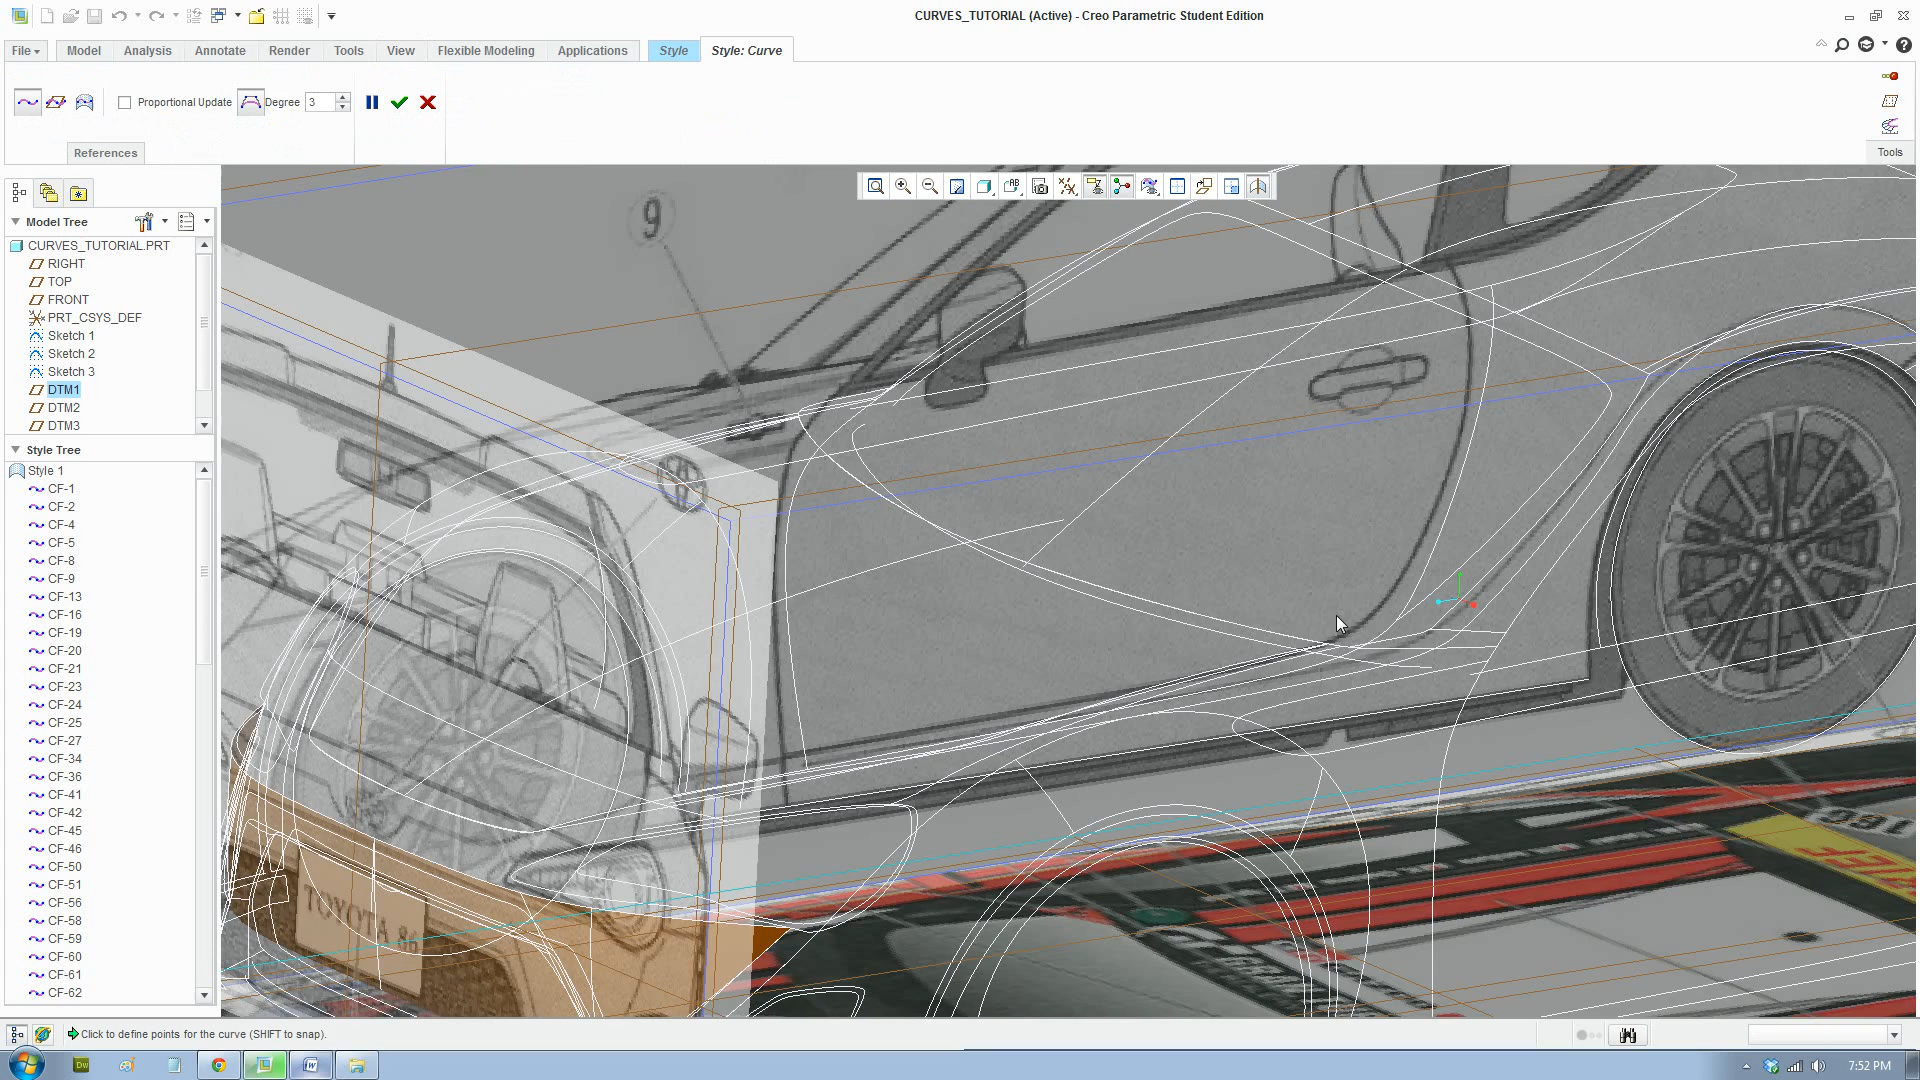 CURVES_TUTORIAL (Active) - Creo Parametric Student Edition
File Model Analysis Annotate Render Tools View Flexible Modeling Applications Style Style: Curve
Proportional Update Degree 3
References
Tools
Model Tree
CURVES_TUTORIAL.PRT
RIGHT
TOP
FRONT
PRT_CSYS_DEF
Sketch 1
Sketch 2
Sketch 3
DTM1
DTM2
DTM3
Style Tree
Style 1
CF-1
CF-2
CF-4
CF-5
CF-8
CF-9
CF-13
CF-16
CF-19
CF-20
CF-21
CF-23
CF-24
CF-25
CF-27
CF-34
CF-36
CF-41
CF-42
CF-45
CF-46
CF-50
CF-51
CF-56
CF-58
CF-59
CF-60
CF-61
CF-62
9
TOYOTA 86
Click to define points for the curve (SHIFT to snap).
Dw
W
7:52 PM